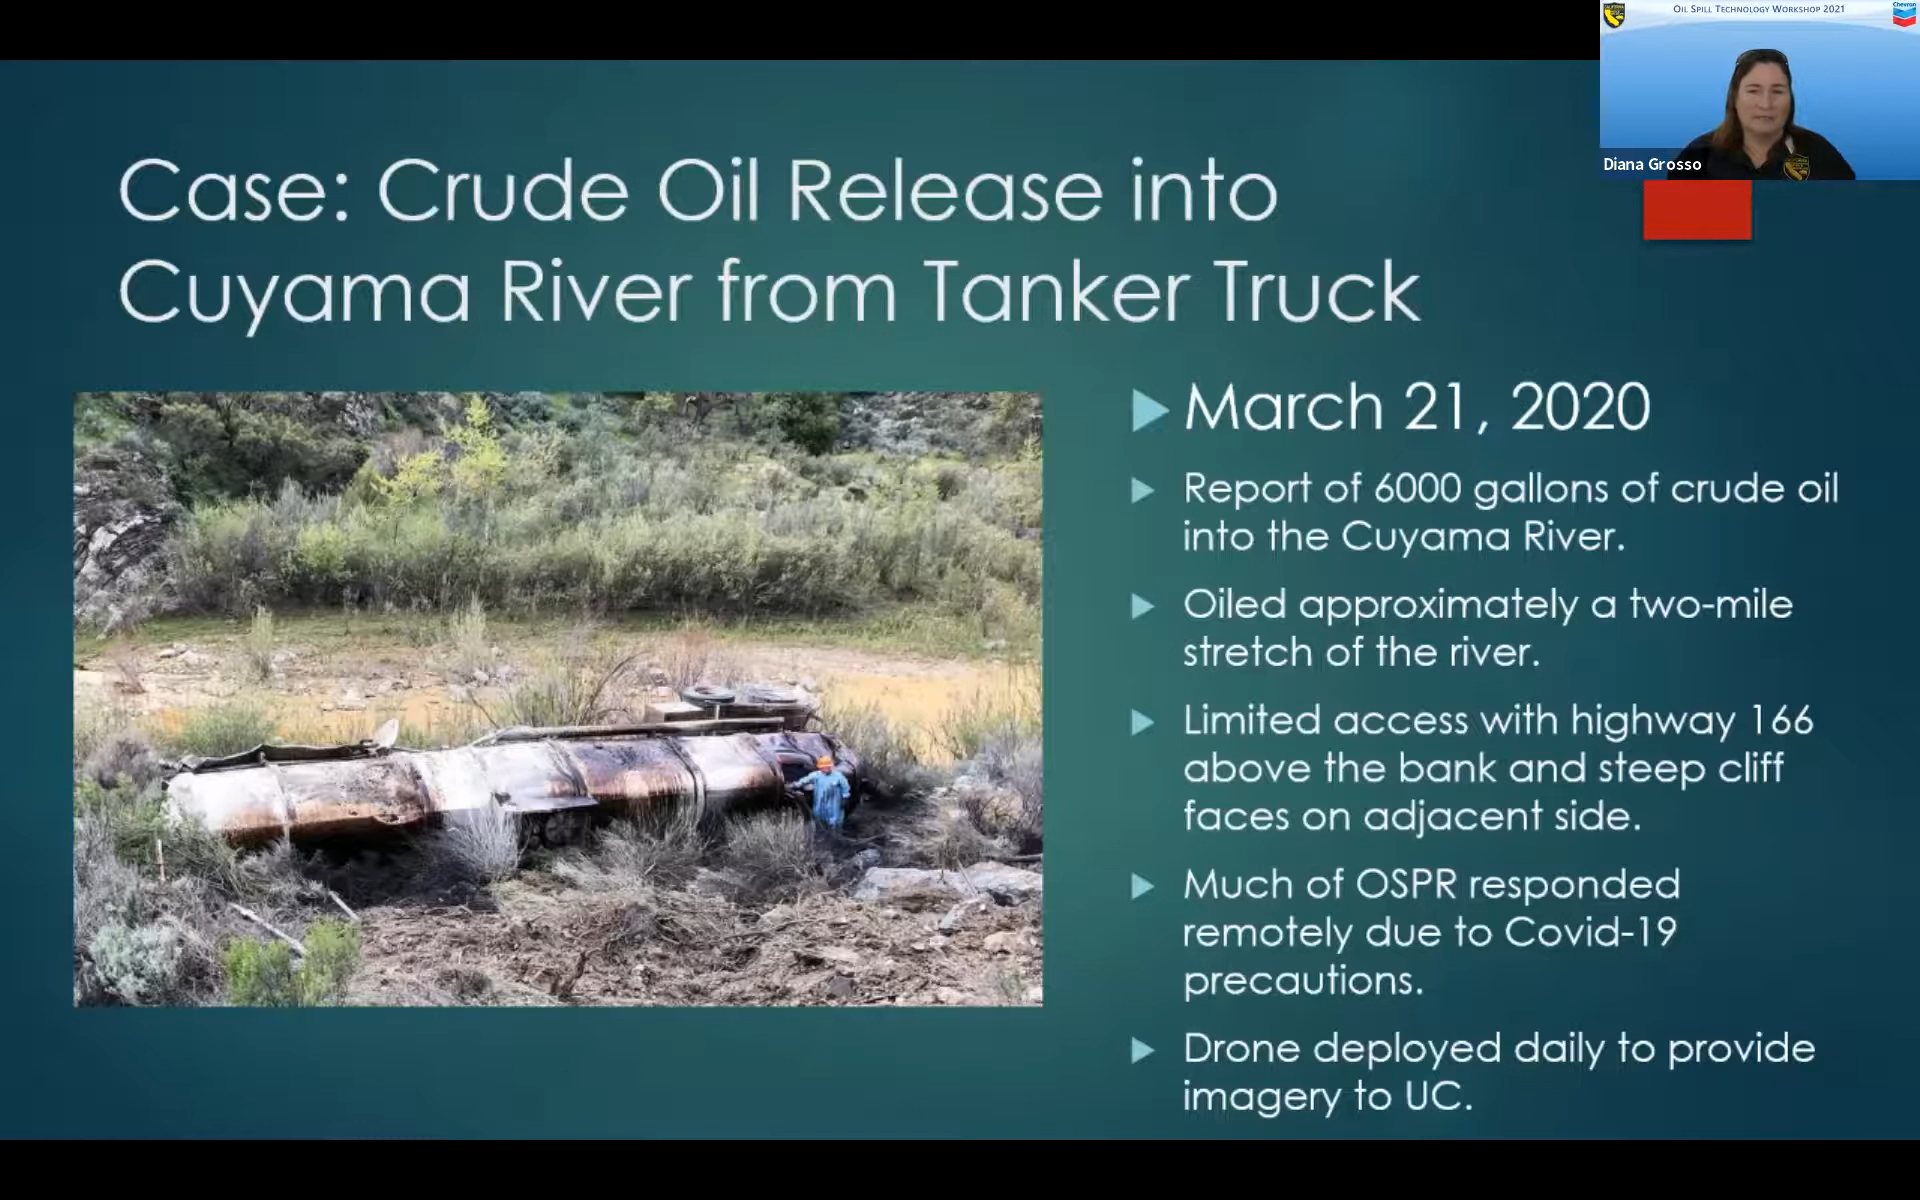 OIL SPILL TECHNOLOGY WORKSHOP 2021
Chevron
Diana Grosso
Case: Crude Oil Release into
Cuyama River from Tanker Truck
March 21, 2020
Report of 6000 gallons of crude oil
into the Cuyama River.
Oiled approximately a two-mile
stretch of the river.
Limited access with highway 166
above the bank and steep cliff
faces on adjacent side.
Much of OSPR responded
remotely due to Covid-19
precautions.
Drone deployed daily to provide
imagery to UC.